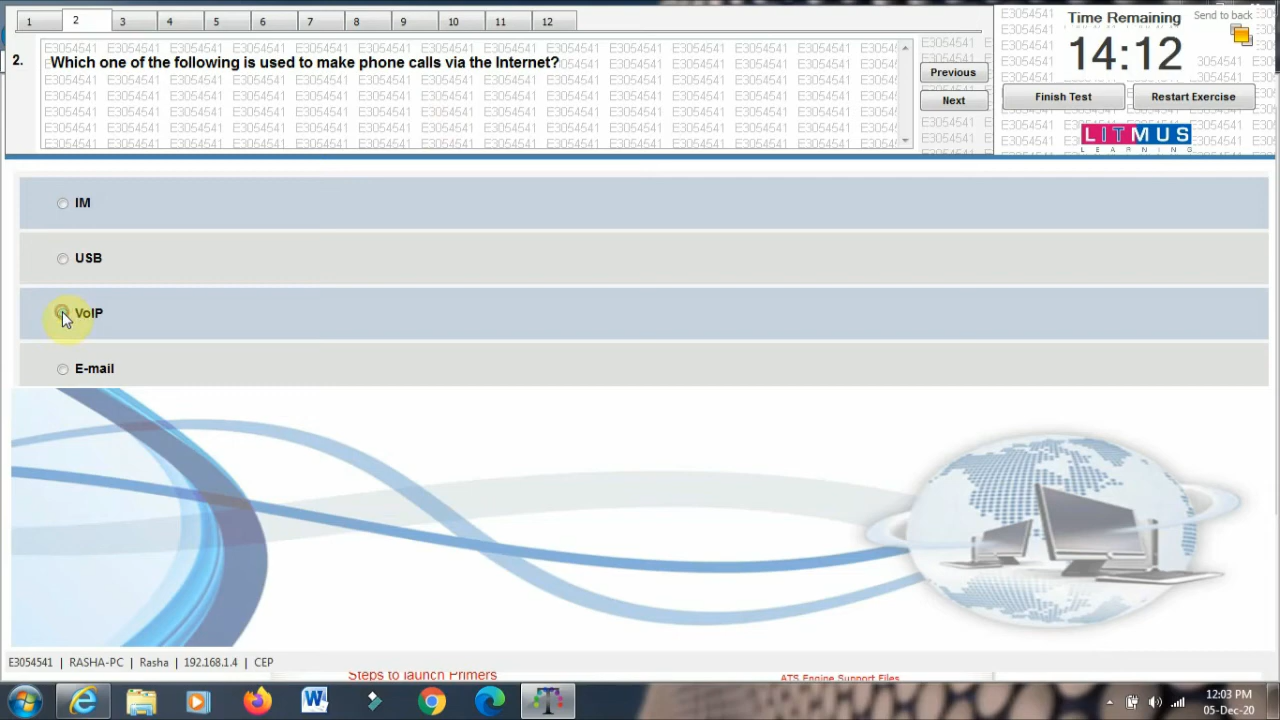 1 2 3 4 5 6 7 8 9 10 11 12
2. Which one of the following is used to make phone calls via the Internet?
Previous
Next
Time Remaining
Send to back
14:12
Finish Test Restart Exercise
LITMUS
LEARNING
IM
USB
VoIP
E-mail
E3054541 | RASHA-PC | Rasha | 192.168.1.4 | CEP
Steps to launch Primers
ATS Engine Support Files
12:03 PM
05-Dec-20